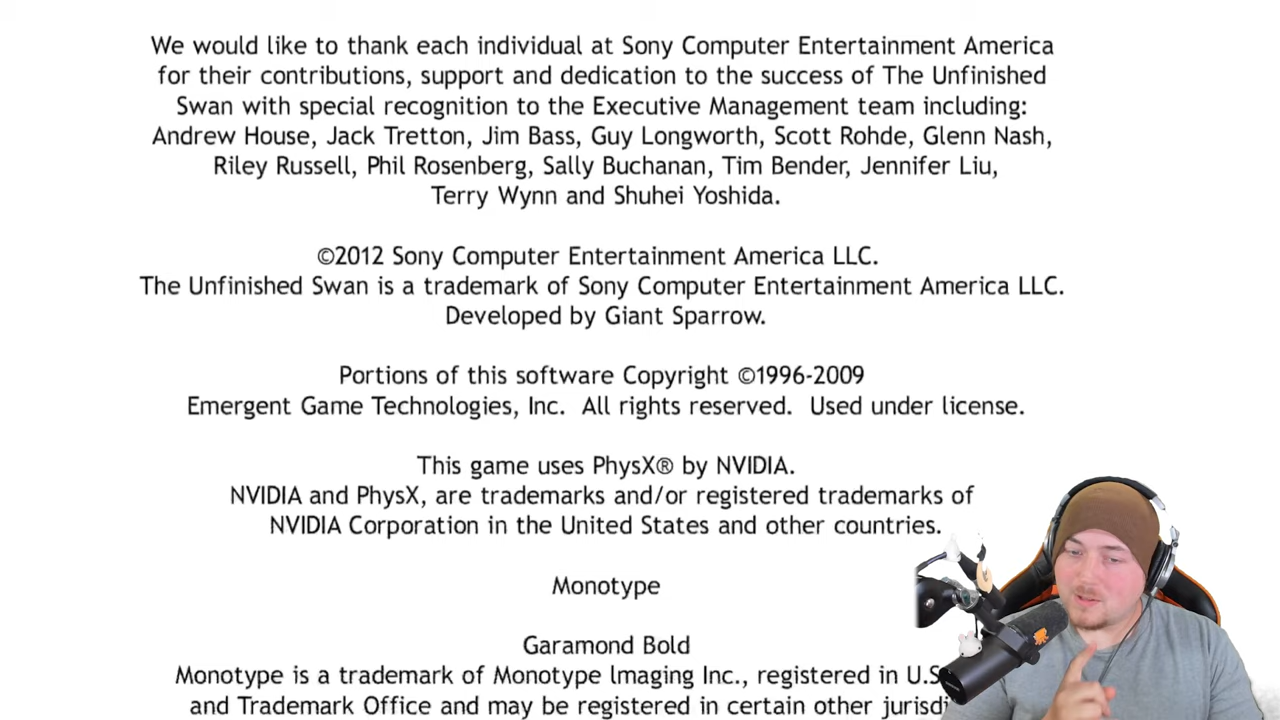 We would like to thank each individual at Sony Computer Entertainment America
for their contributions, support and dedication to the success of The Unfinished
Swan with special recognition to the Executive Management team including:
Andrew House, Jack Tretton, Jim Bass, Guy Longworth, Scott Rohde, Glenn Nash,
Riley Russell, Phil Rosenberg, Sally Buchanan, Tim Bender, Jennifer Liu,
Terry Wynn and Shuhei Yoshida.
©2012 Sony Computer Entertainment America LLC.
The Unfinished Swan is a trademark of Sony Computer Entertainment America LLC.
Developed by Giant Sparrow.
Portions of this software Copyright ©1996-2009
Emergent Game Technologies, Inc. All rights reserved. Used under license.
This game uses PhysX® by NVIDIA.
NVIDIA and PhysX, are trademarks and/or registered trademarks of
NVIDIA Corporation in the United States and other countries.
Monotype
Garamond Bold
Monotype is a trademark of Monotype Imaging Inc., registered in U.S
and Trademark Office and may be registered in certain other